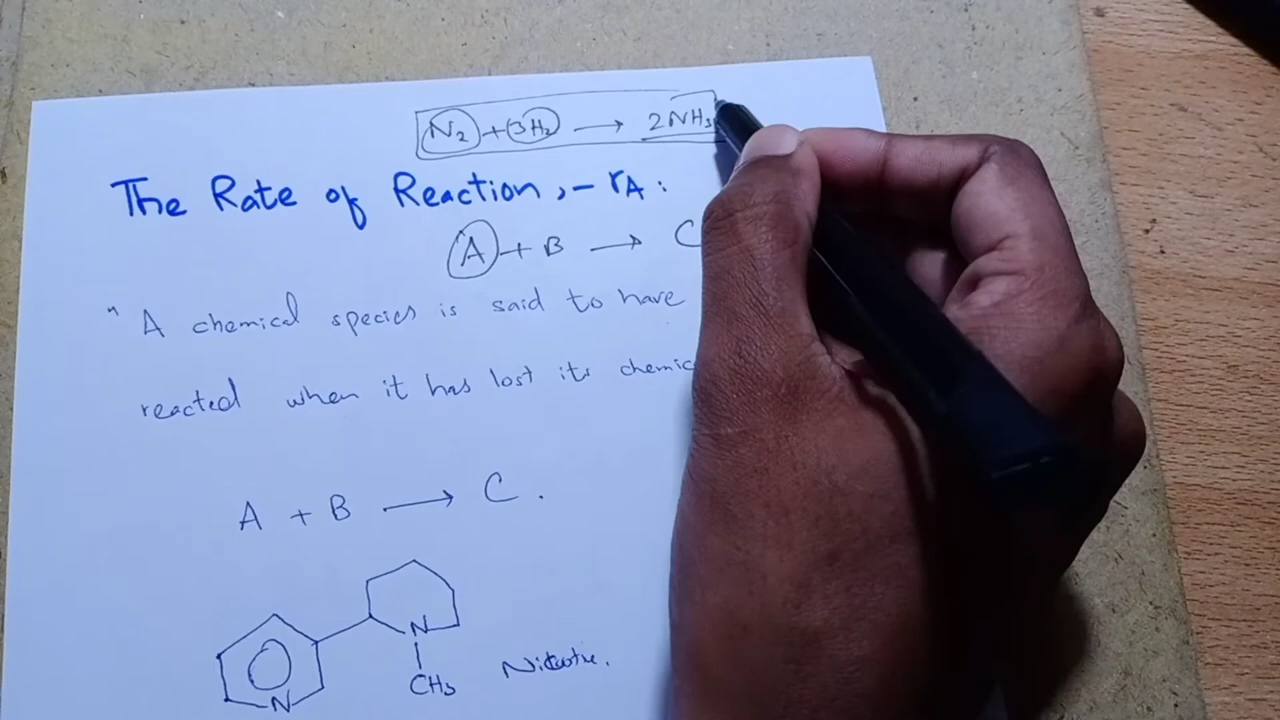 N2 + 3H2 → 2NH3
The Rate of Reaction, -rA:
A + B → C
" A chemical species is said to have
reacted when it has lost its chemic
A + B → C.
N
N
CH3